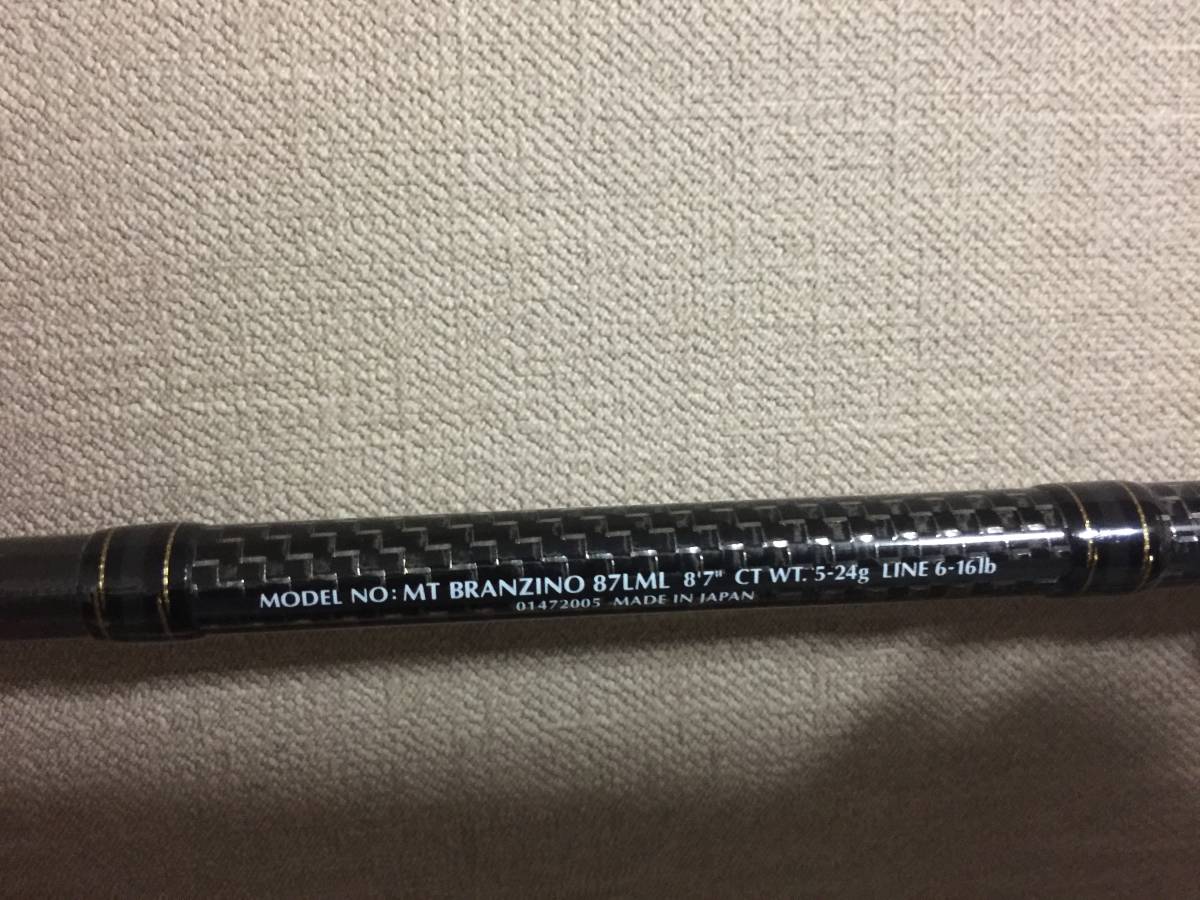 MODEL NO: MT BRANZINO 87LML 8'7" CT WT. 5-24g LINE 6-16lb
01472005 MADE IN JAPAN